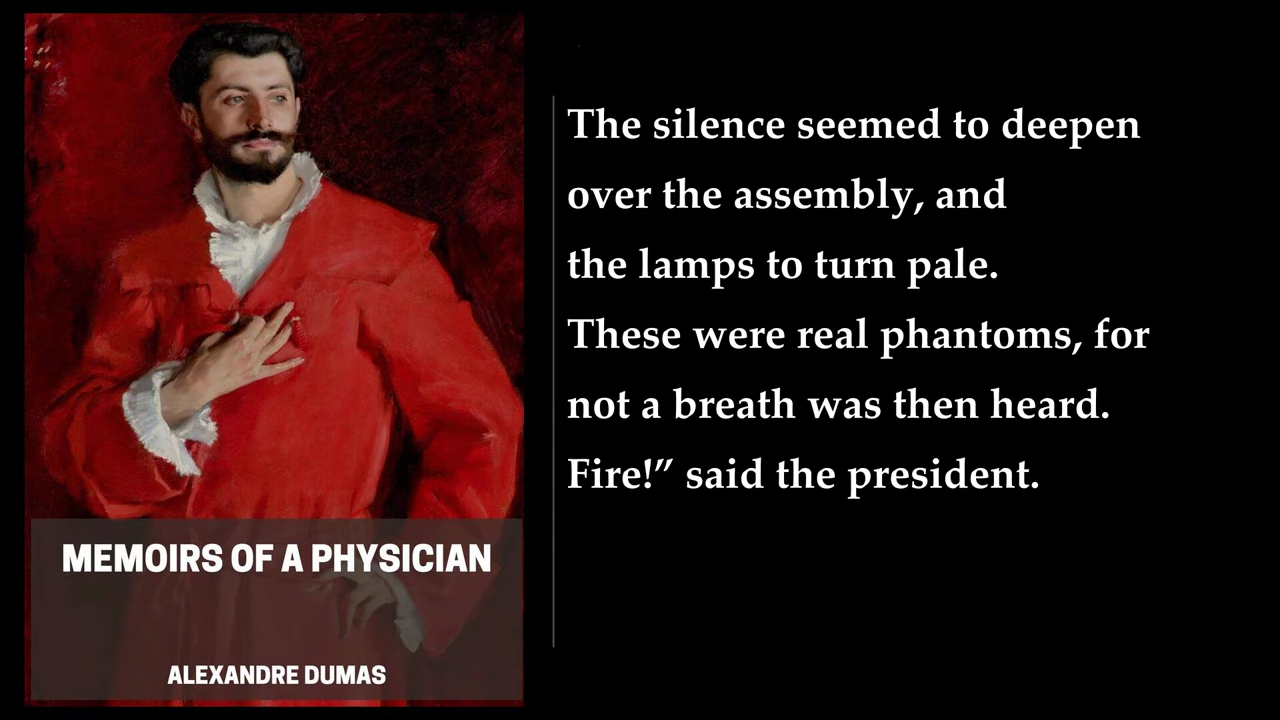 MEMOIRS OF A PHYSICIAN
ALEXANDRE DUMAS
The silence seemed to deepen
over the assembly, and
the lamps to turn pale.
These were real phantoms, for
not a breath was then heard.
Fire!” said the president.